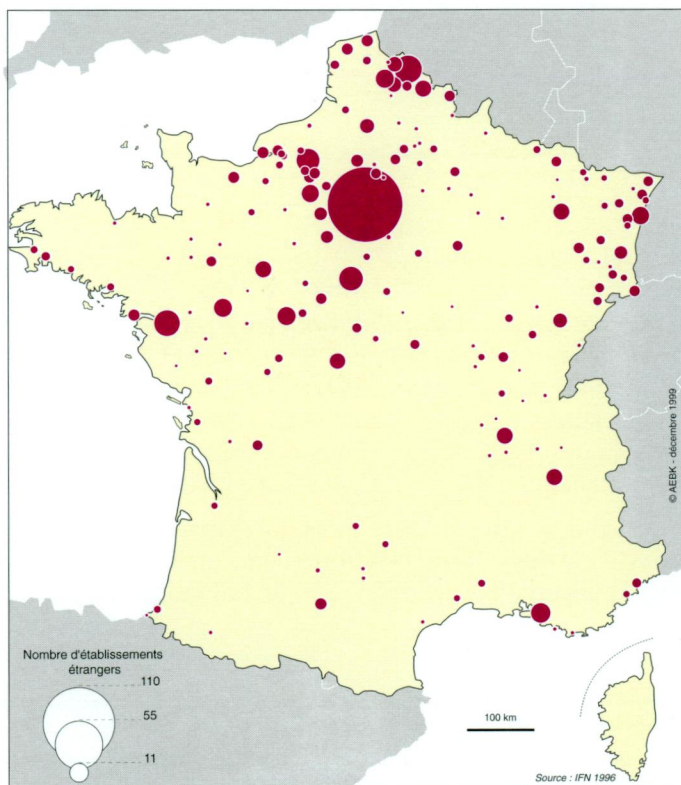 Nombre d'établissements
étrangers
110
55
11
100 km
Source : IFN 1996
© AEBK - décembre 1999